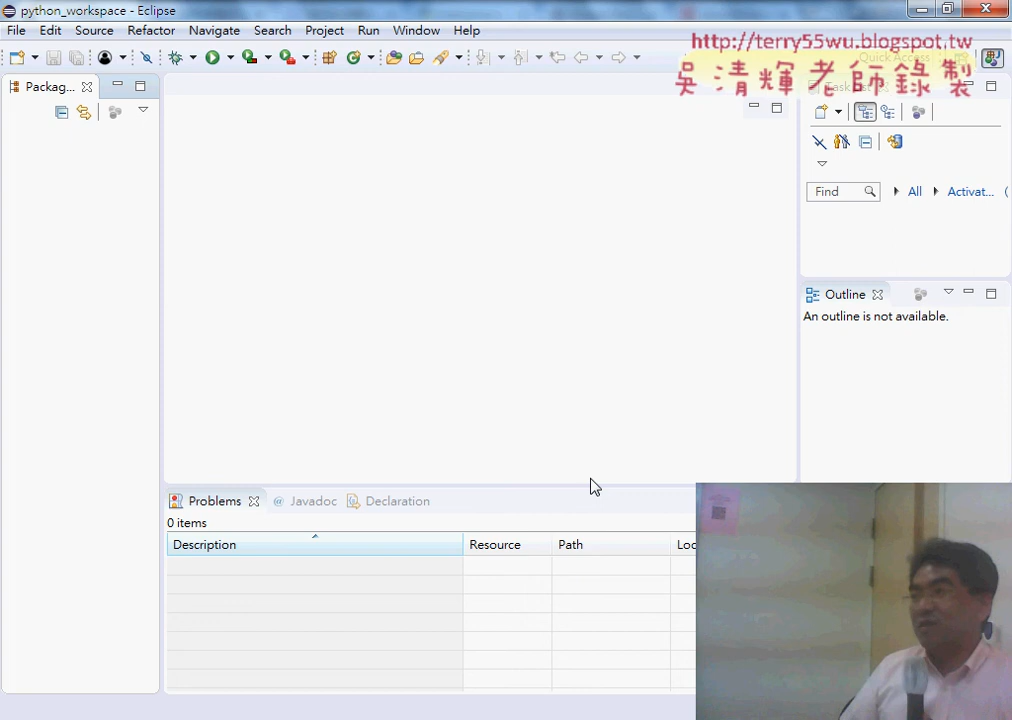 python_workspace - Eclipse
File Edit Source Refactor Navigate Search Project Run Window Help
http://terry55wu.blogspot.tw
Quick Access
吳清輝老師錄製
Packag...
Find All Activat...
Outline
An outline is not available.
Problems @ Javadoc Declaration
0 items
Description Resource Path Loc